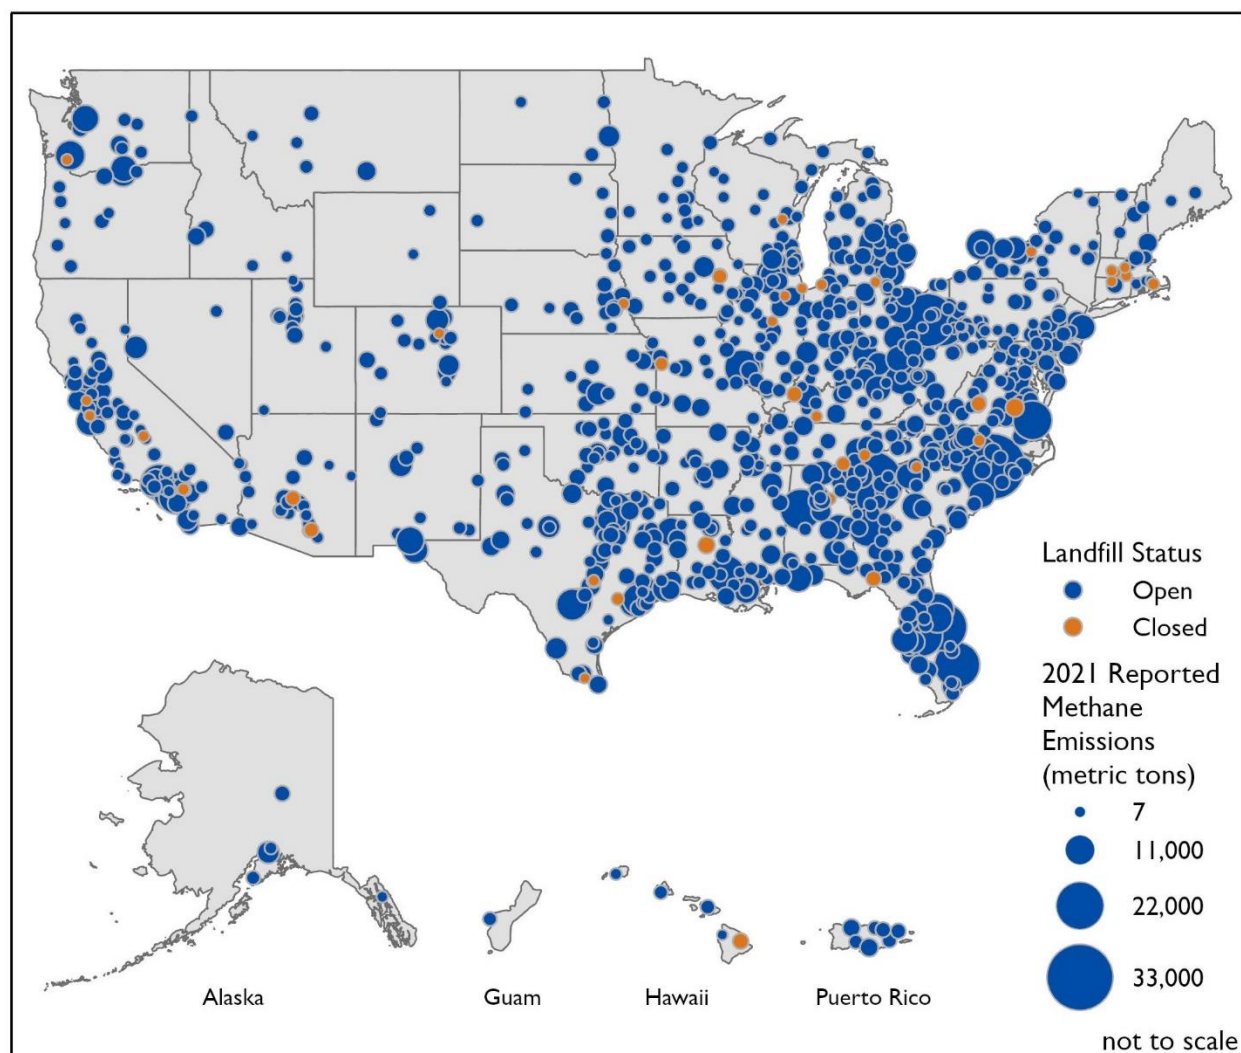 Landfill Status
Open
Closed
2021 Reported
Methane
Emissions
(metric tons)
7
11,000
22,000
33,000
Alaska
Guam
Hawaii
Puerto Rico
not to scale